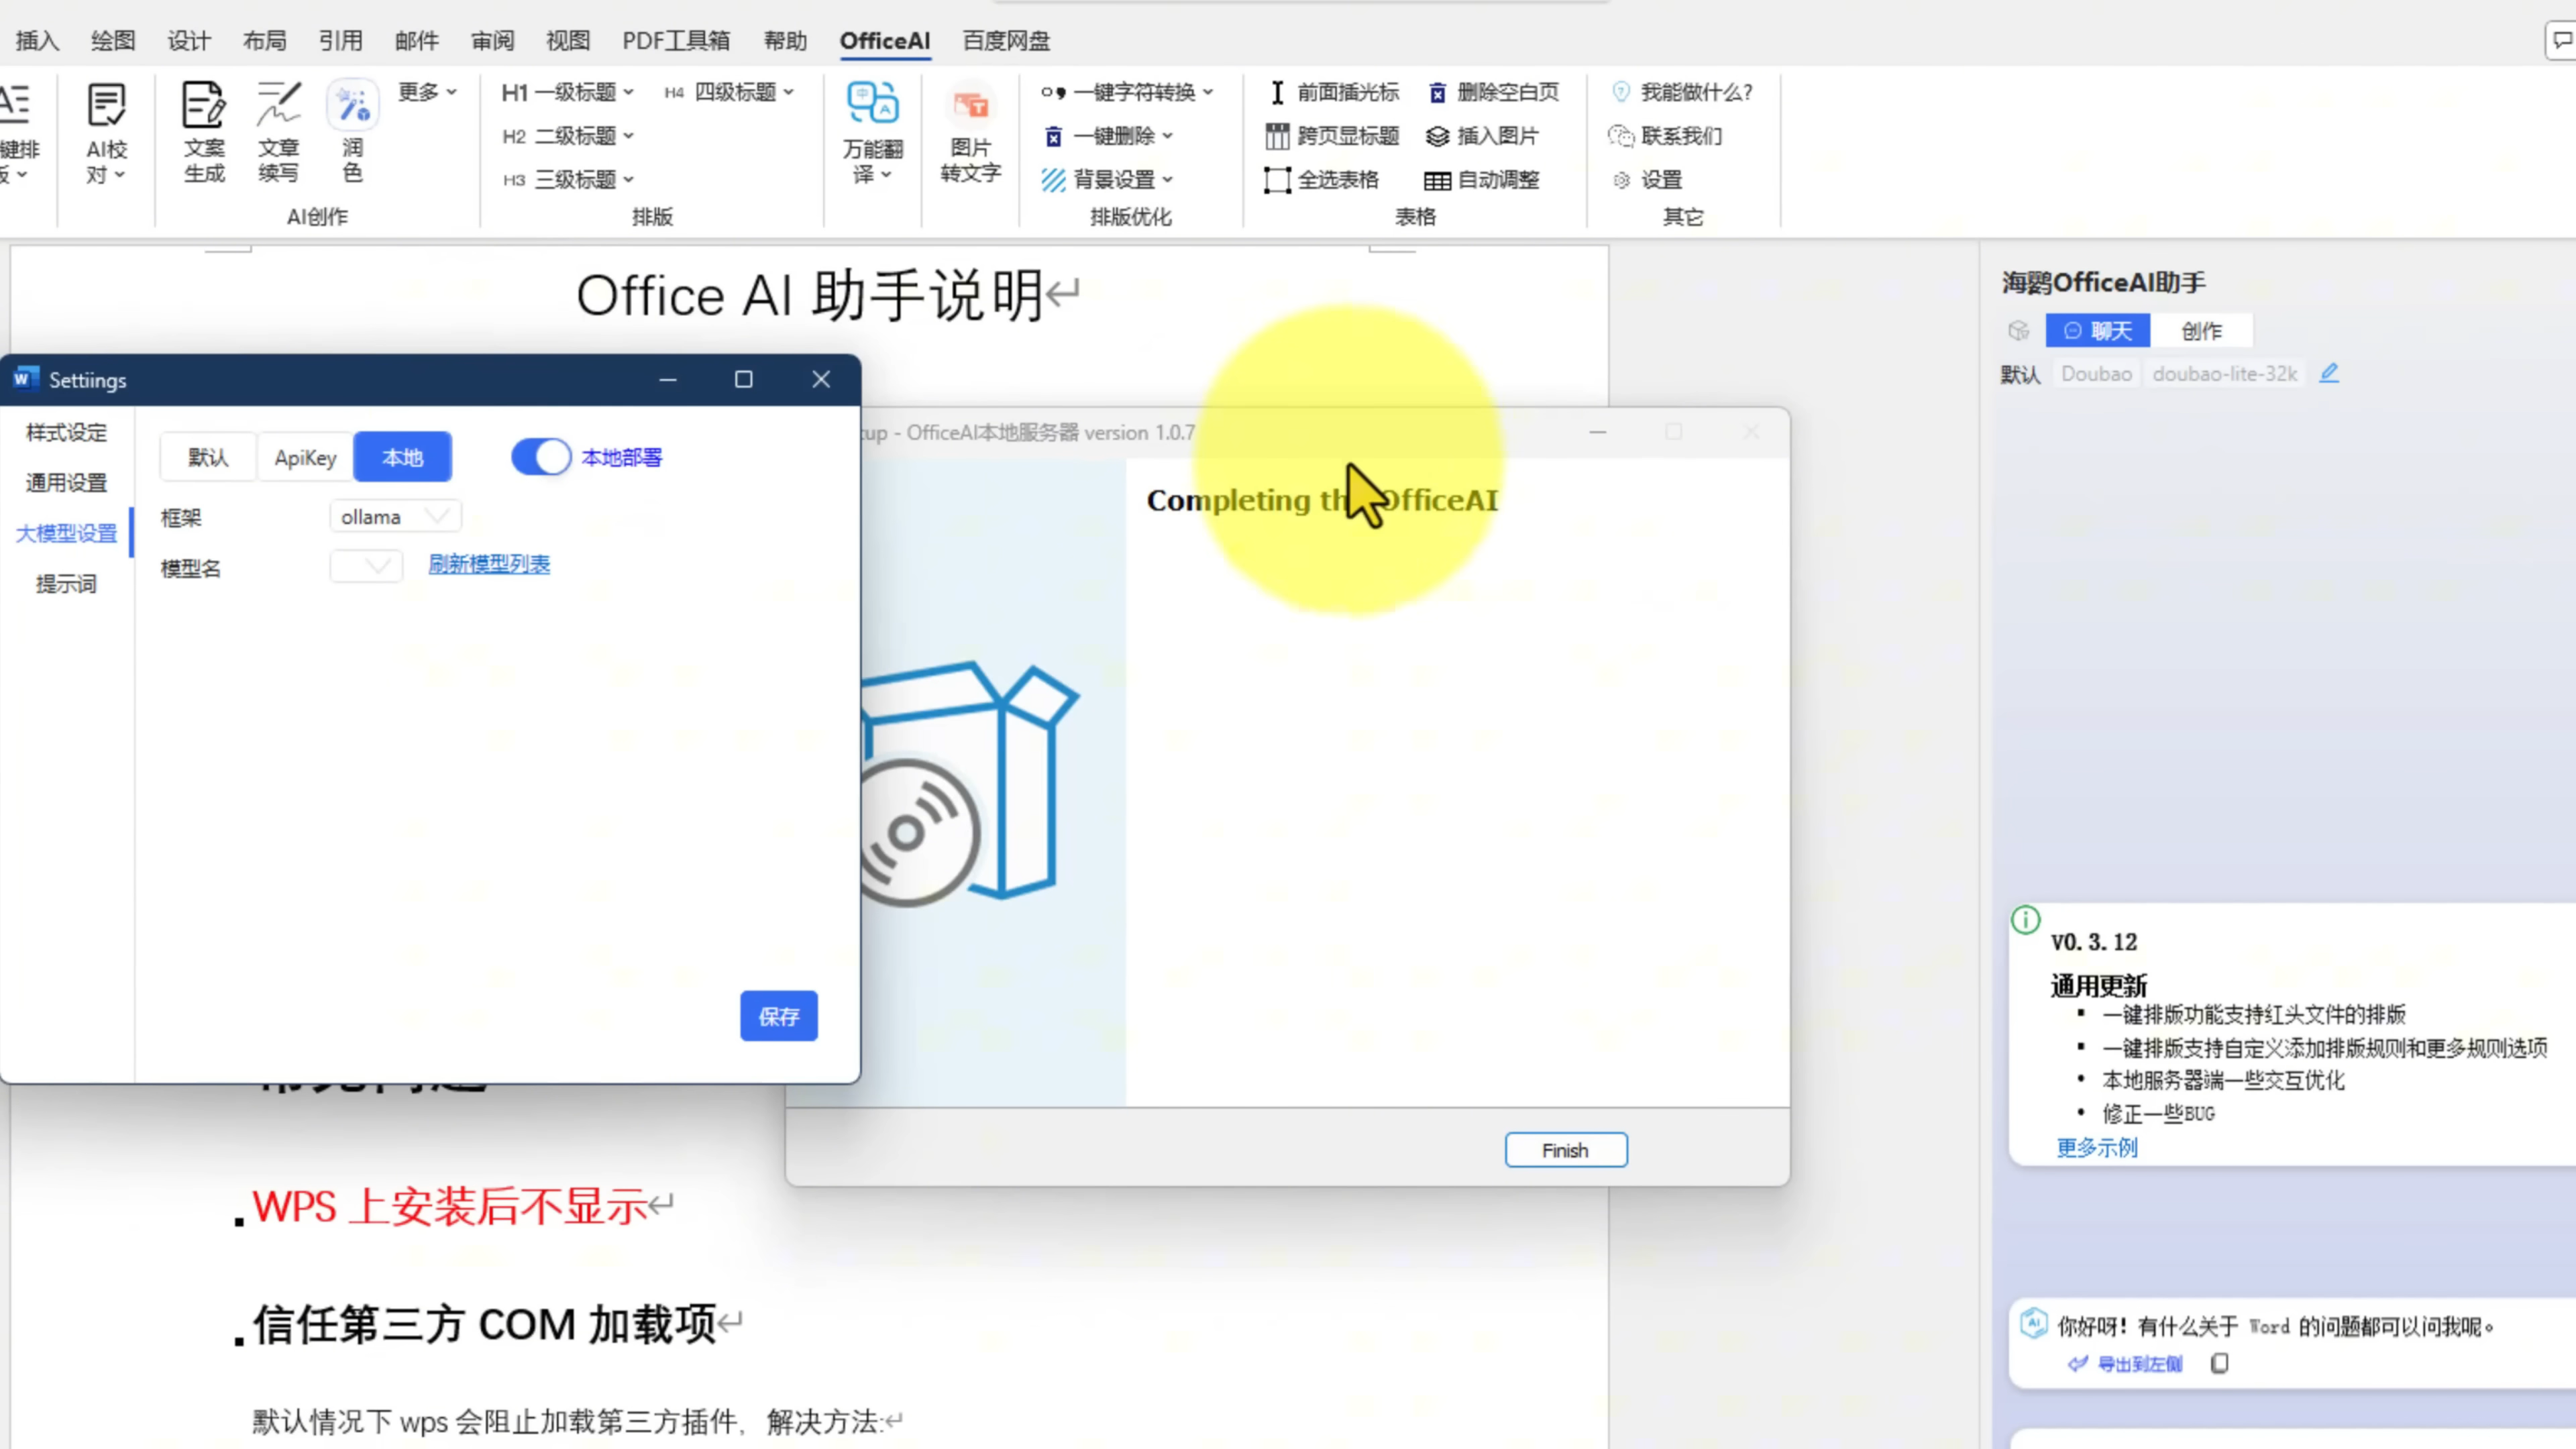 插入 绘图 设计 布局 引用 邮件 审阅 视图 PDF工具箱 帮助 OfficeAI 百度网盘
更多
H1 一级标题
H4 四级标题
H2 二级标题
H3 三级标题
AI校
对
文案
生成
文章
续写
润
色
AI创作
排版
万能翻
译
图片
转文字
一键字符转换
一键删除
背景设置
排版优化
前面插光标
删除空白页
跨页显标题
插入图片
全选表格
自动调整
表格
我能做什么?
联系我们
设置
其它
Office AI 助手说明
Settiings
样式设定
通用设置
大模型设置
提示词
默认 ApiKey 本地
本地部署
框架 ollama
模型名 刷新模型列表
保存
up - OfficeAI本地服务器 version 1.0.7
Completing th OfficeAI
Finish
WPS 上安装后不显示
信任第三方 COM 加载项
默认情况下 wps 会阻止加载第三方插件，解决方法:
海鹦OfficeAI助手
聊天 创作
默认 Doubao doubao-lite-32k
v0.3.12
通用更新
一键排版功能支持红头文件的排版
一键排版支持自定义添加排版规则和更多规则选项
本地服务器端一些交互优化
修正一些BUG
更多示例
你好呀！有什么关于 Word 的问题都可以问我呢。
导出到左侧